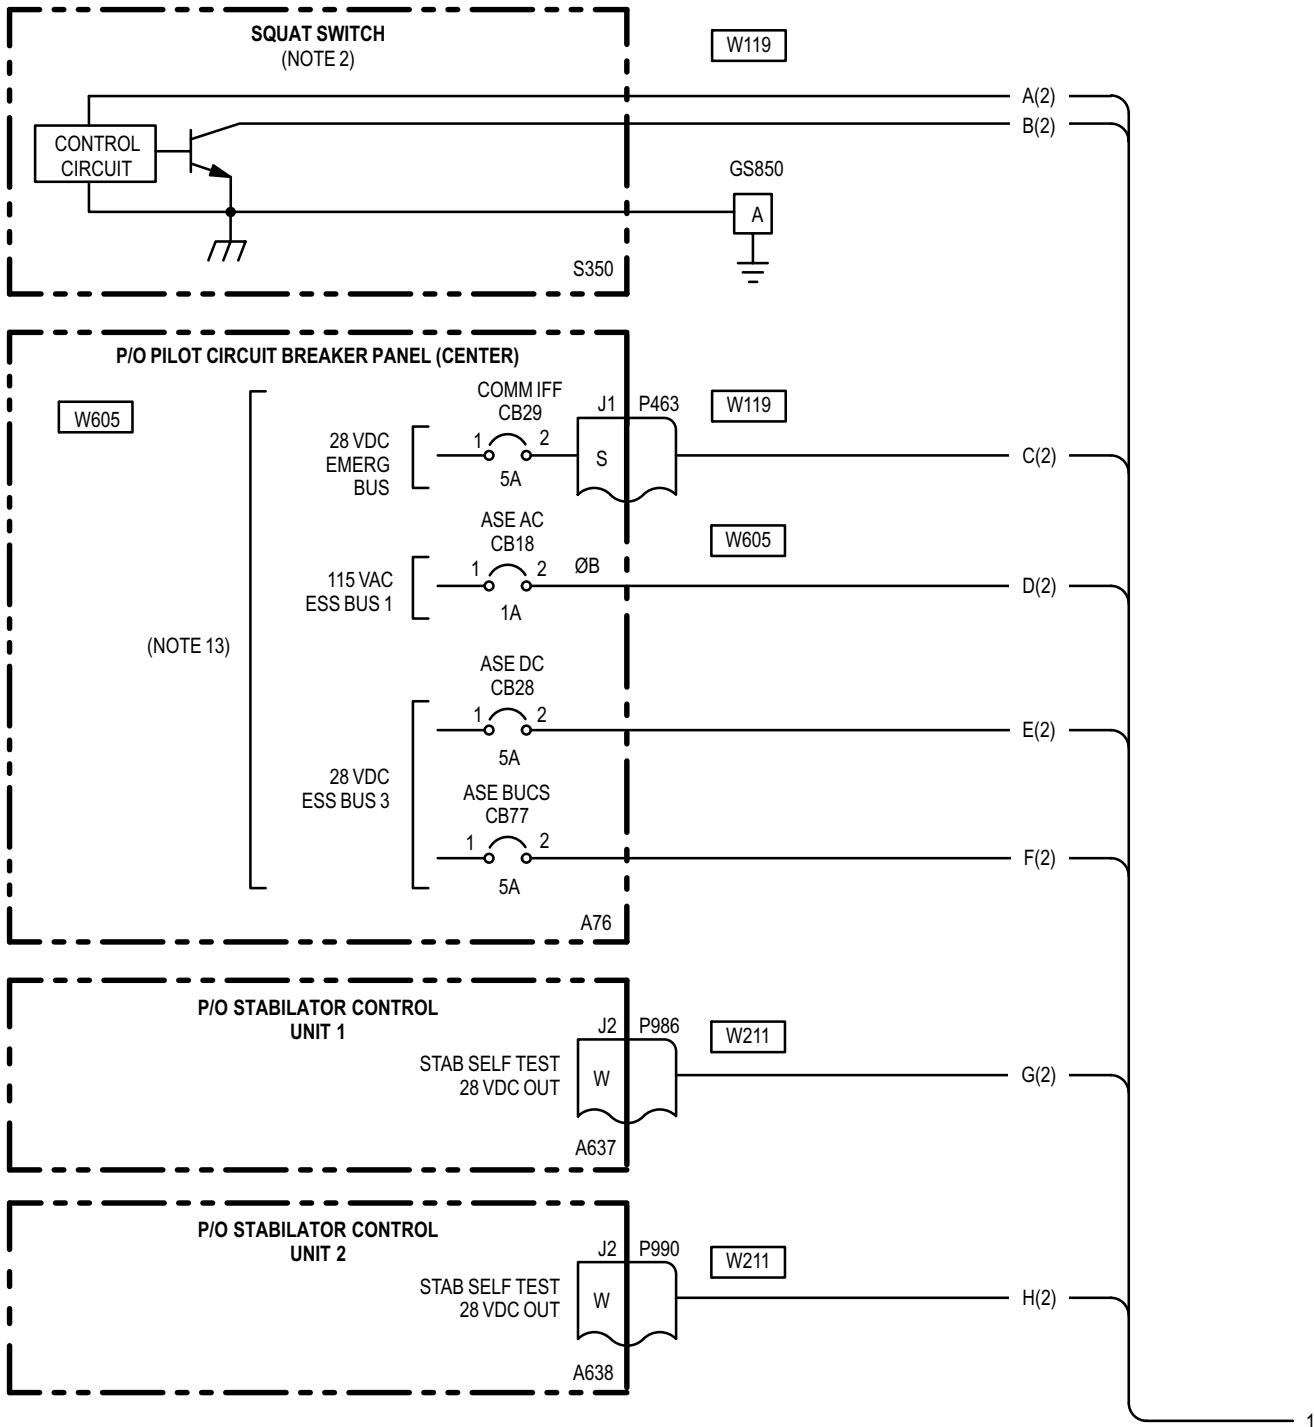 SQUAT SWITCH
(NOTE 2)
W119
A(2)
B(2)
CONTROL
CIRCUIT
GS850
A
S350
P/O PILOT CIRCUIT BREAKER PANEL (CENTER)
W605
COMM IFF
CB29
J1 P463
W119
28 VDC
EMERG
BUS
1 2
5A
S
C(2)
ASE AC
CB18
W605
115 VAC
ESS BUS 1
1 2 ØB
1A
D(2)
(NOTE 13)
ASE DC
CB28
1 2
5A
E(2)
28 VDC
ESS BUS 3
ASE BUCS
CB77
1 2
5A
F(2)
A76
P/O STABILATOR CONTROL
UNIT 1
J2 P986
W211
STAB SELF TEST
28 VDC OUT
W
G(2)
A637
P/O STABILATOR CONTROL
UNIT 2
J2 P990
W211
STAB SELF TEST
28 VDC OUT
W
H(2)
A638
1